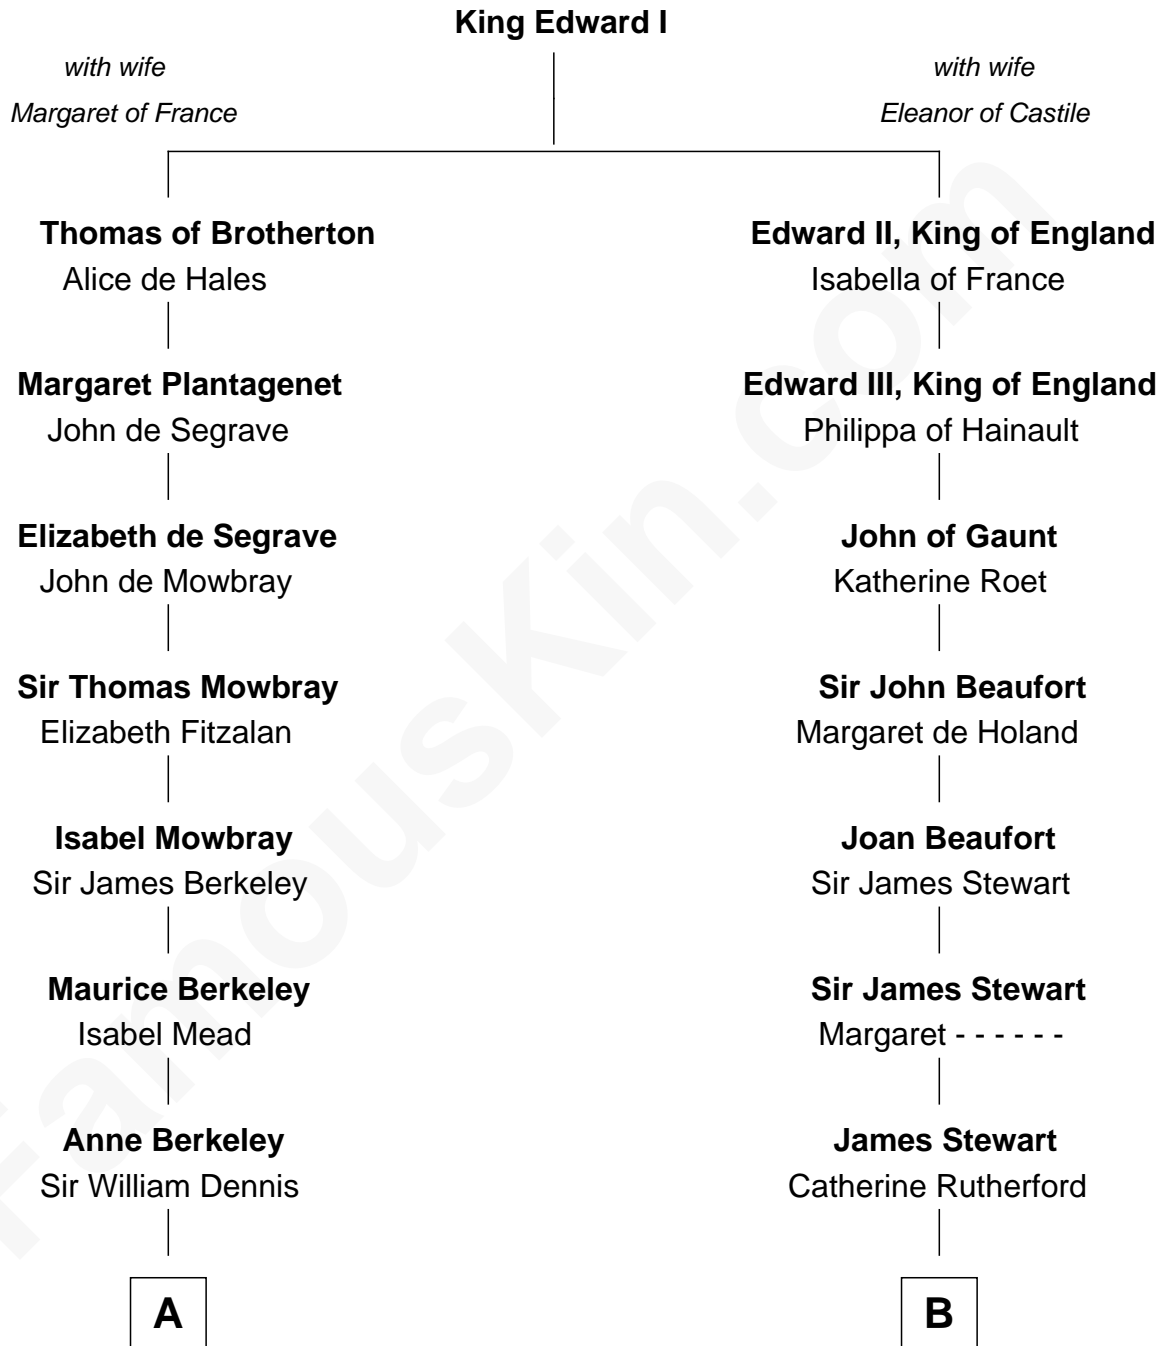 King Edward I
with wife
Margaret of France
with wife
Eleanor of Castile
Thomas of Brotherton
Alice de Hales
Edward II, King of England
Isabella of France
Margaret Plantagenet
John de Segrave
Edward III, King of England
Philippa of Hainault
Elizabeth de Segrave
John de Mowbray
John of Gaunt
Katherine Roet
Sir Thomas Mowbray
Elizabeth Fitzalan
Sir John Beaufort
Margaret de Holand
Isabel Mowbray
Sir James Berkeley
Joan Beaufort
Sir James Stewart
Maurice Berkeley
Isabel Mead
Sir James Stewart
Margaret - - - - - -
Anne Berkeley
Sir William Dennis
James Stewart
Catherine Rutherford
A
B
FamousKin.com